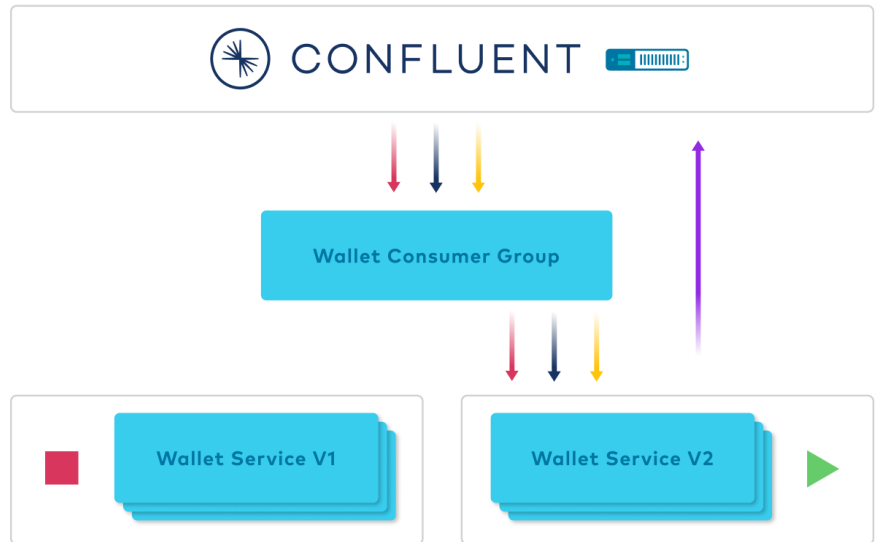 CONFLUENT
Wallet Consumer Group
Wallet Service V1
Wallet Service V2